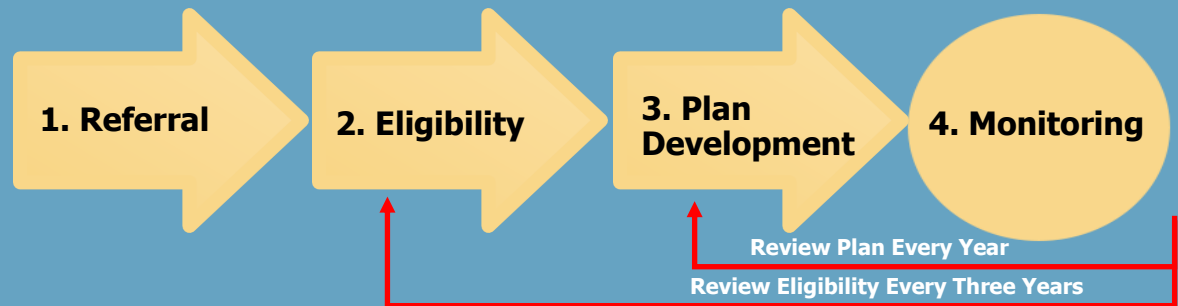 1. Referral
2. Eligibility
3. Plan
Development
4. Monitoring
Review Plan Every Year
Review Eligibility Every Three Years